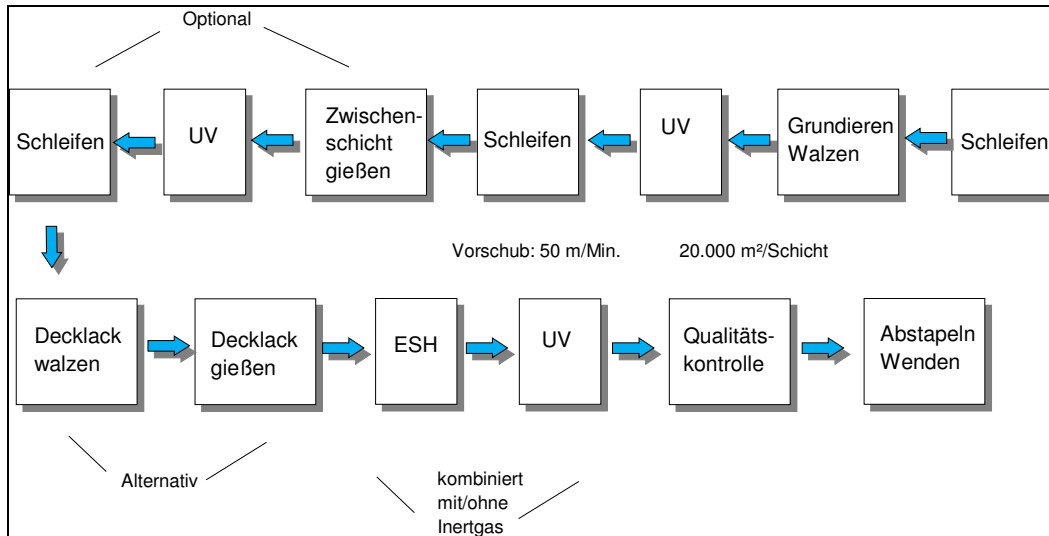 Optional
Schleifen
UV
Zwischen-
schicht
gießen
Schleifen
UV
Grundieren
Walzen
Schleifen
Vorschub: 50 m/Min.
20.000 m²/Schicht
Decklack
walzen
Decklack
gießen
ESH
UV
Qualitäts-
kontrolle
Abstapeln
Wenden
Alternativ
kombiniert
mit/ohne
Inertgas